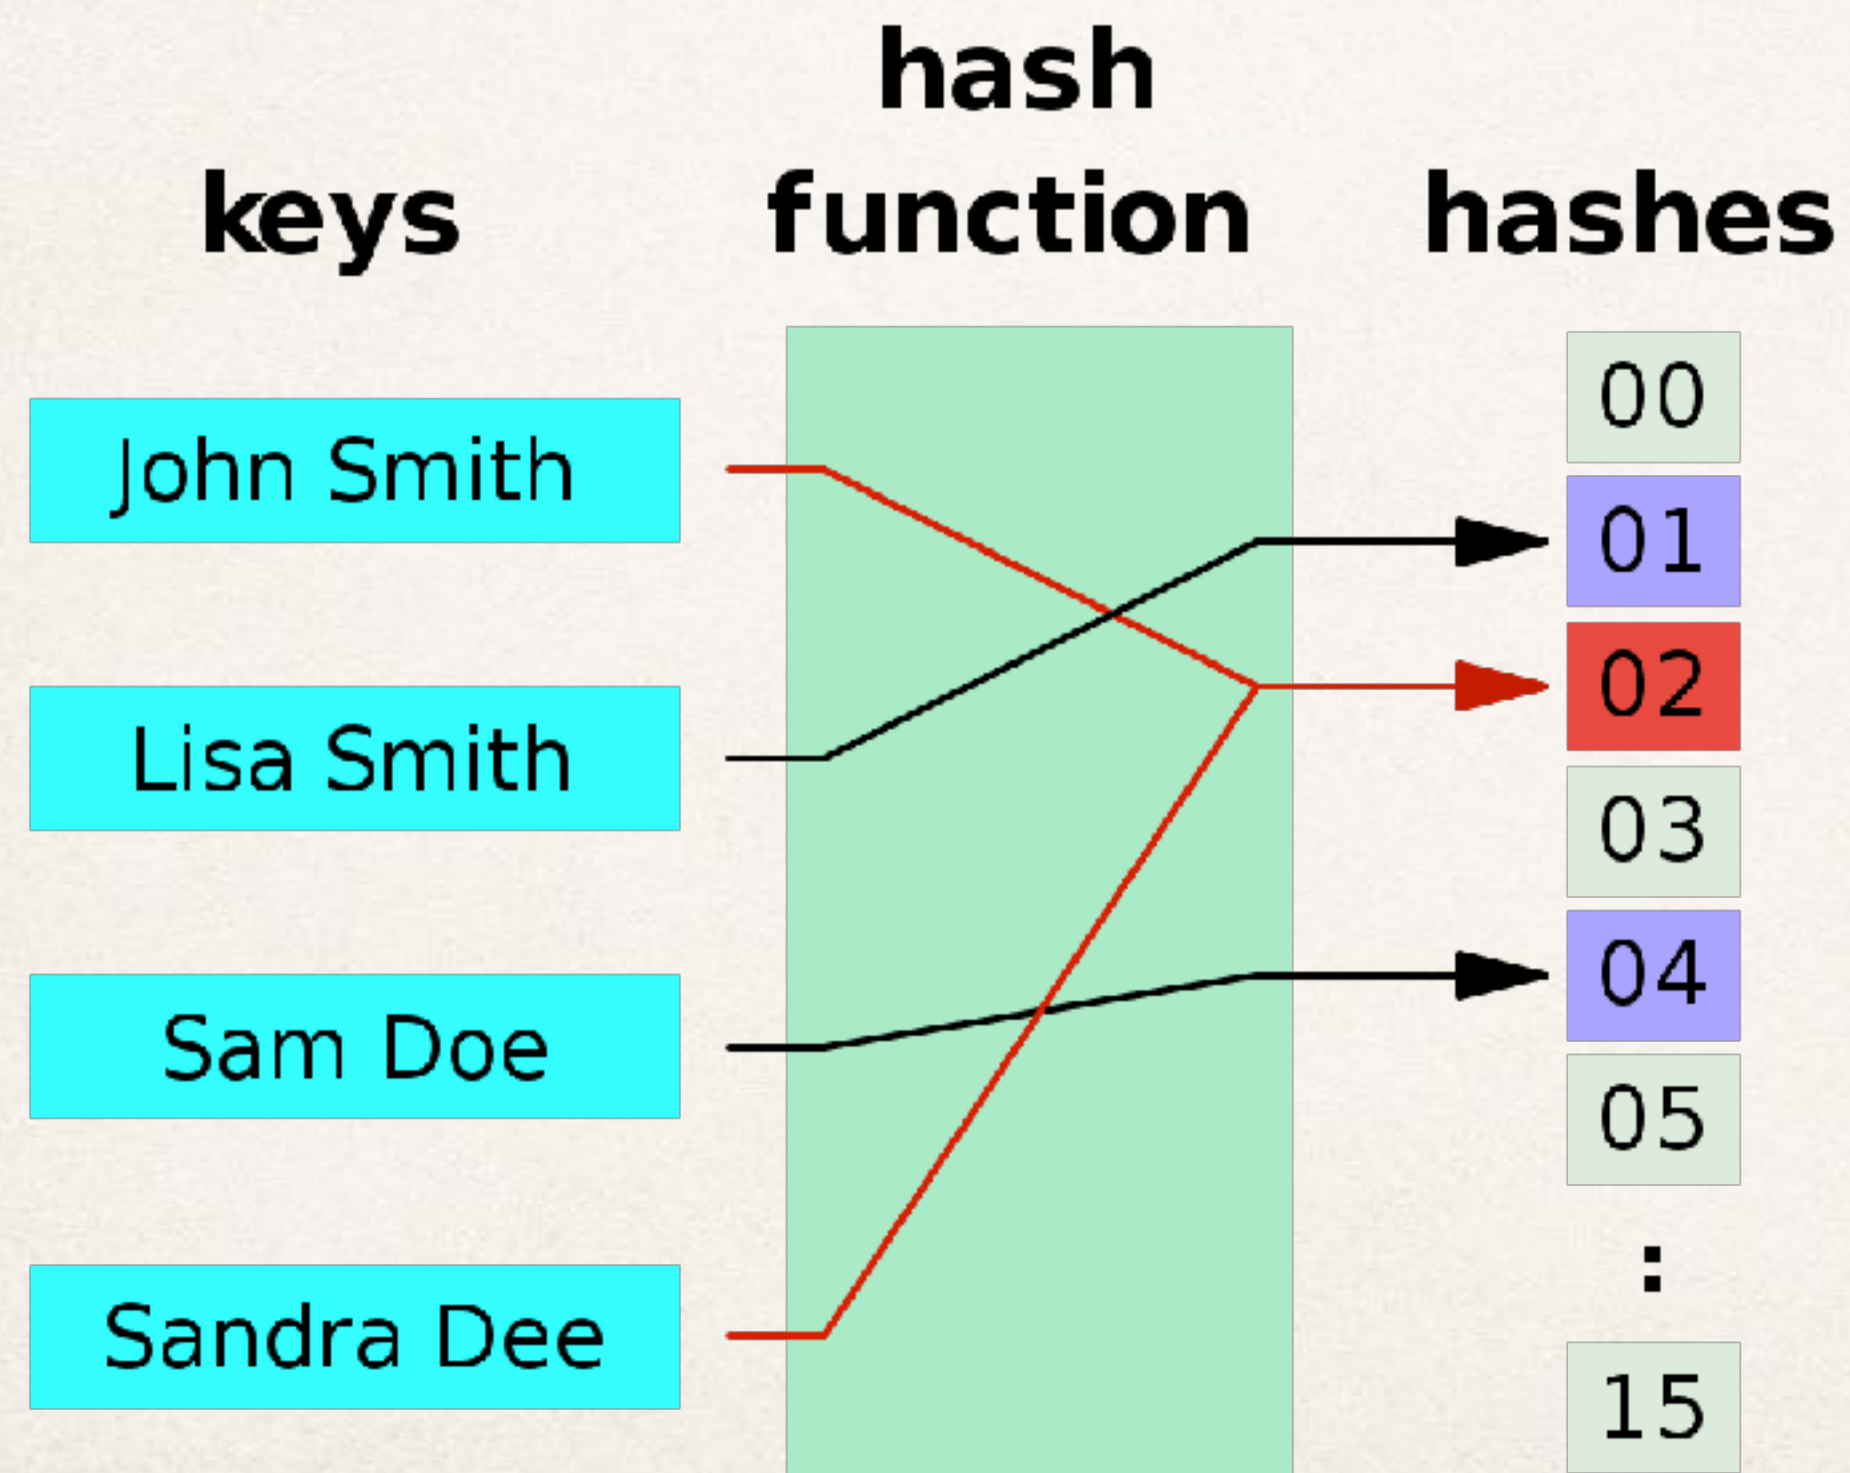 hash
function
keys
hashes
John Smith
Lisa Smith
Sam Doe
Sandra Dee
00
01
02
03
04
05
:
15